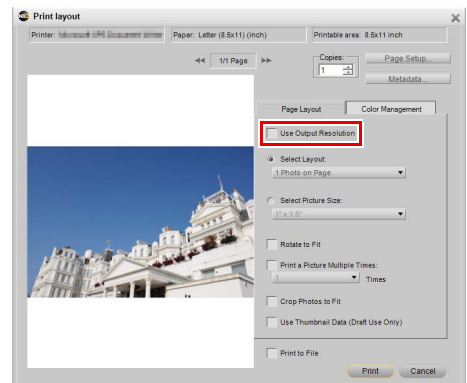 Print layout
Printer: Paper: Letter (8.5x11) (inch) Printable area: 8.5x11 inch
1/1 Page
Copies:
1
Page Setup...
Metadata...
Page Layout Color Management
Use Output Resolution
Select Layout:
1 Photo on Page
Select Picture Size:
1" x 1.5"
Rotate to Fit
Print a Picture Multiple Times:
1 Times
Crop Photos to Fit
Use Thumbnail Data (Draft Use Only)
Print to File
Print Cancel